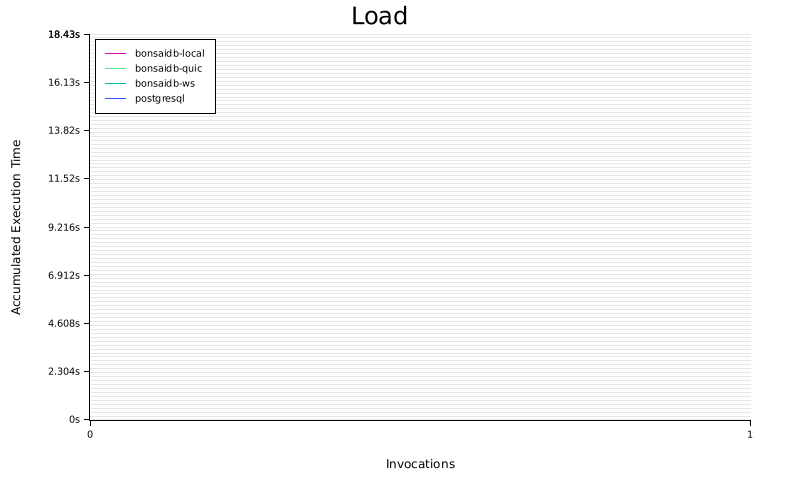 Load
18.43s
16.13s
13.82s
11.52s
9.216s
6.912s
4.608s
2.304s
0s
Accumulated Execution Time
bonsaidb-local
bonsaidb-quic
bonsaidb-ws
postgresql
0
1
Invocations